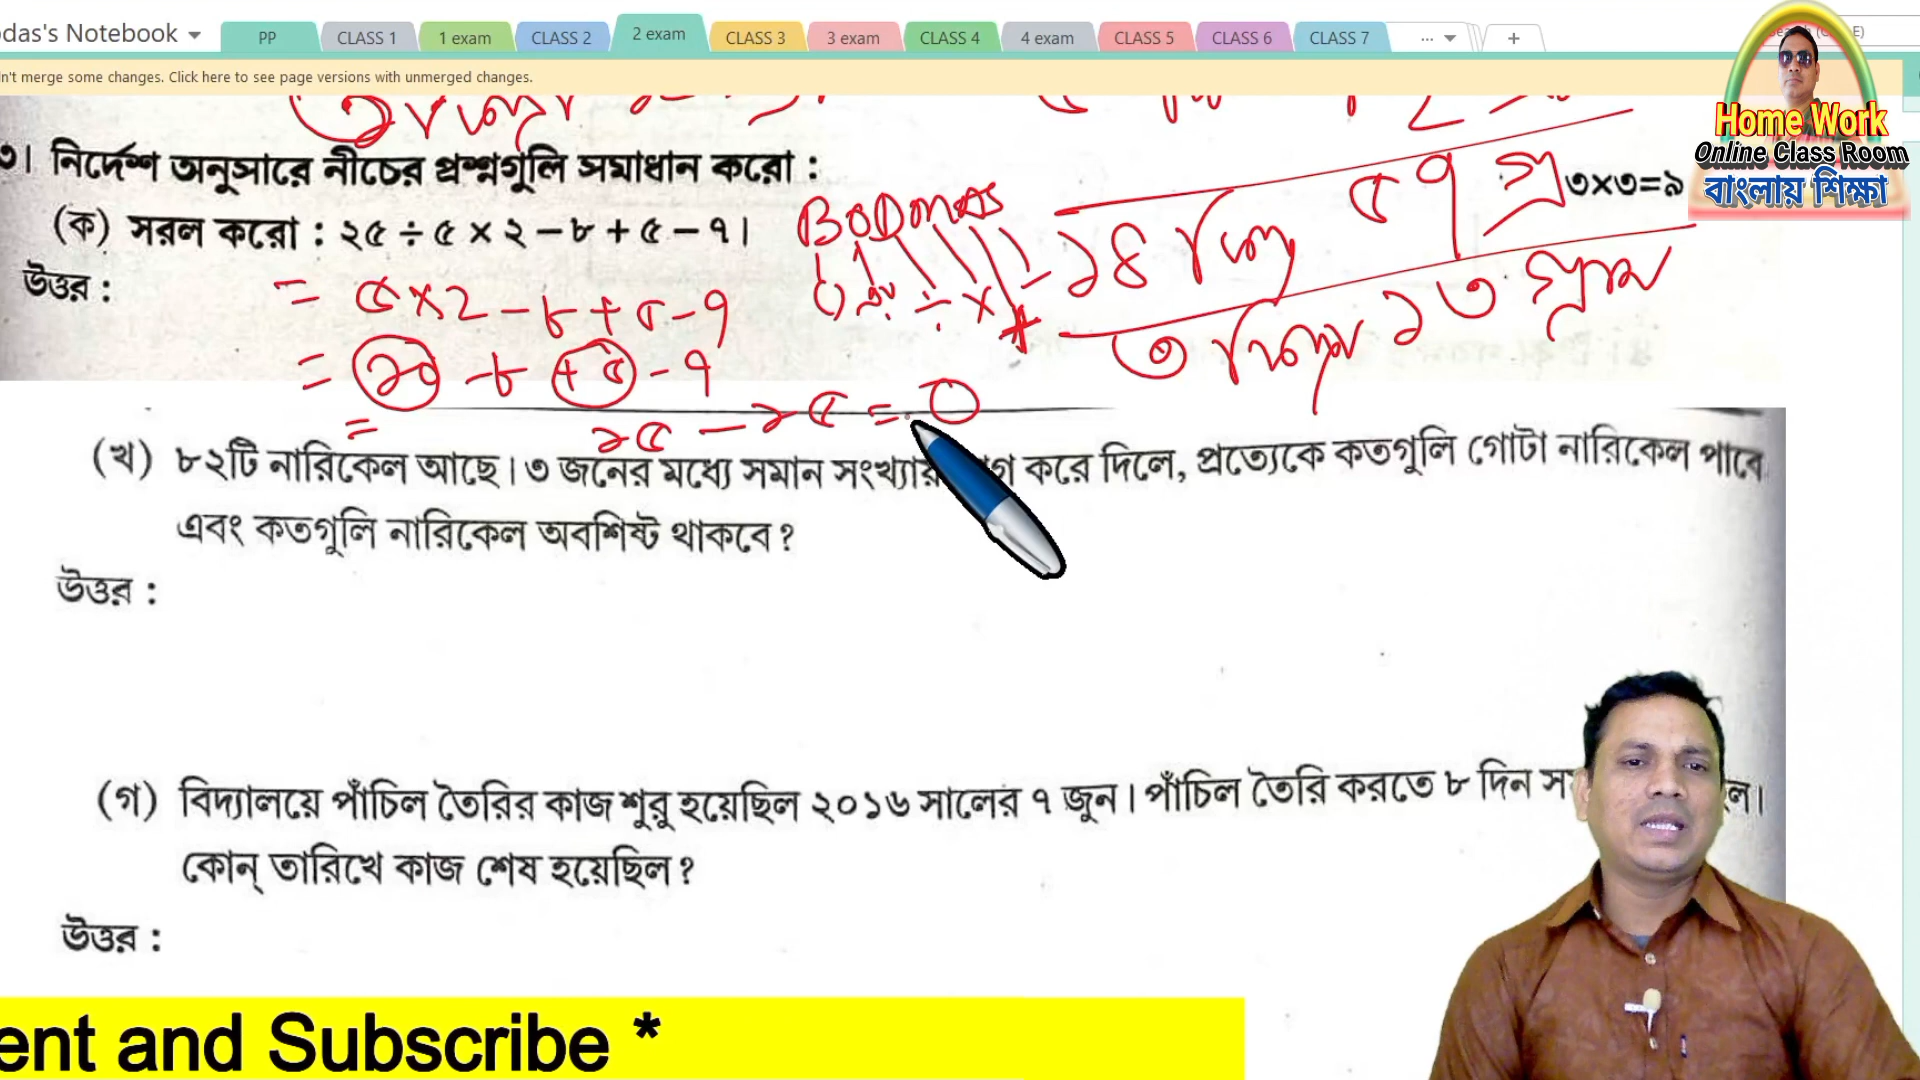 das's Notebook PP CLASS 1 1 exam CLASS 2 2 exam CLASS 3 3 exam CLASS 4 4 exam CLASS 5 CLASS 6 CLASS 7 ... +
n't merge some changes. Click here to see page versions with unmerged changes.
Home Work
Online Class Room
বাংলায় শিক্ষা
৩। নির্দেশ অনুসারে নীচের প্রশ্নগুলি সমাধান করো :
৩×৩=৯
(ক) সরল করো : ২৫ ÷ ৫ × ২ – ৮ + ৫ – ৭।
BODMAS
১৪ কিগ্রা ৫৭ গ্রা
উত্তর :
= ৫ × ২ – ৮ + ৫ – ৭
÷ × + –
= ১০ – ৮ + ৫ – ৭
১৩ গ্রাম
= ১৫ – ১৫ = 0
(খ) ৮২টি নারিকেল আছে। ৩ জনের মধ্যে সমান সংখ্যায় করে দিলে, প্রত্যেকে কতগুলি গোটা নারিকেল পাবে
এবং কতগুলি নারিকেল অবশিষ্ট থাকবে?
উত্তর :
(গ) বিদ্যালয়ে পাঁচিল তৈরির কাজ শুরু হয়েছিল ২০১৬ সালের ৭ জুন। পাঁচিল তৈরি করতে ৮ দিন
কোন্ তারিখে কাজ শেষ হয়েছিল?
উত্তর :
ent and Subscribe *